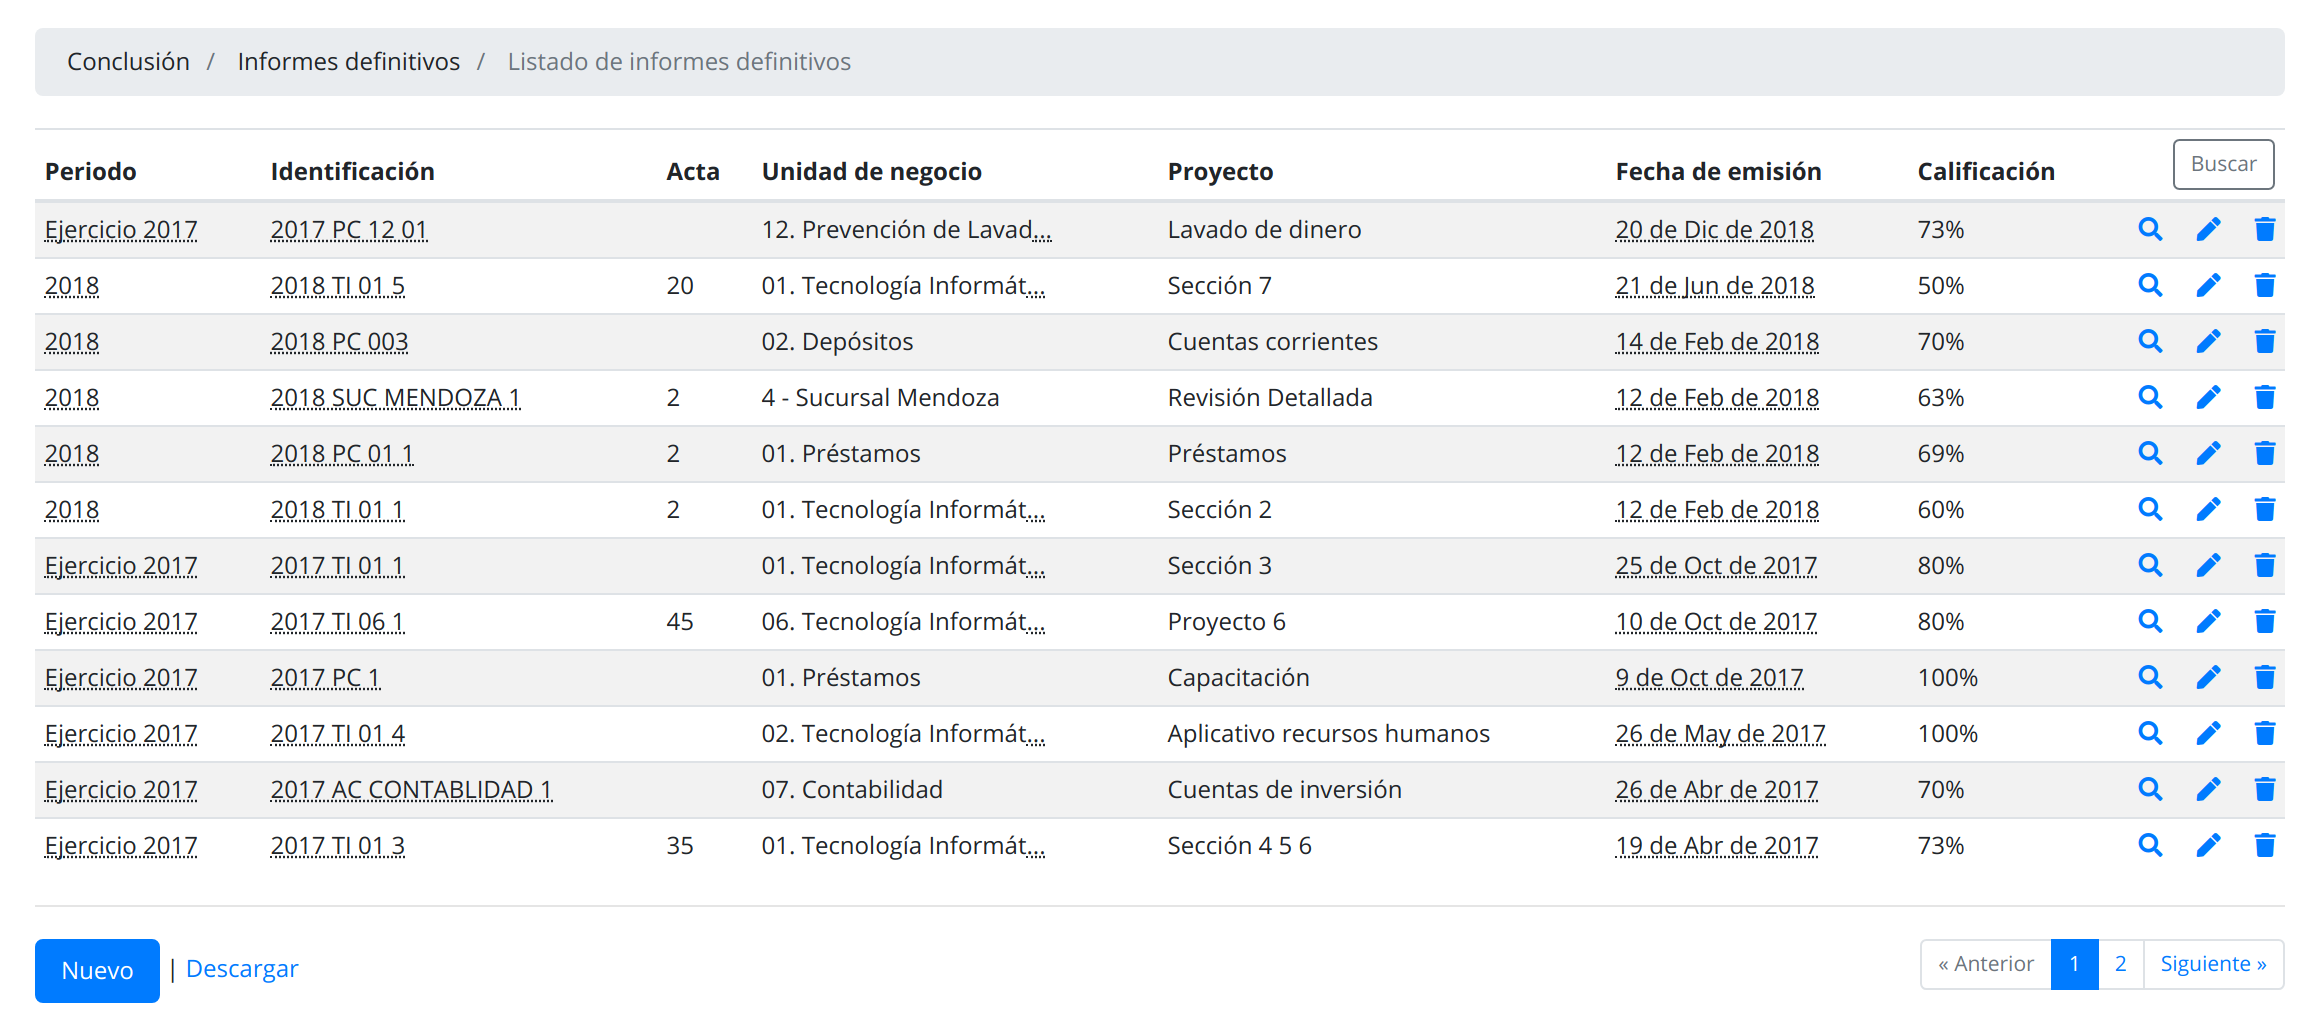 Conclusión / Informes definitivos / Listado de informes definitivos
Periodo Identificación Acta Unidad de negocio Proyecto Fecha de emisión Calificación Buscar
Ejercicio 2017 2017 PC 12 01 12. Prevención de Lavad... Lavado de dinero 20 de Dic de 2018 73%
2018 2018 TI 01 5 20 01. Tecnología Informát... Sección 7 21 de Jun de 2018 50%
2018 2018 PC 003 02. Depósitos Cuentas corrientes 14 de Feb de 2018 70%
2018 2018 SUC MENDOZA 1 2 4 - Sucursal Mendoza Revisión Detallada 12 de Feb de 2018 63%
2018 2018 PC 01 1 2 01. Préstamos Préstamos 12 de Feb de 2018 69%
2018 2018 TI 01 1 2 01. Tecnología Informát... Sección 2 12 de Feb de 2018 60%
Ejercicio 2017 2017 TI 01 1 01. Tecnología Informát... Sección 3 25 de Oct de 2017 80%
Ejercicio 2017 2017 TI 06 1 45 06. Tecnología Informát... Proyecto 6 10 de Oct de 2017 80%
Ejercicio 2017 2017 PC 1 01. Préstamos Capacitación 9 de Oct de 2017 100%
Ejercicio 2017 2017 TI 01 4 02. Tecnología Informát... Aplicativo recursos humanos 26 de May de 2017 100%
Ejercicio 2017 2017 AC CONTABLIDAD 1 07. Contabilidad Cuentas de inversión 26 de Abr de 2017 70%
Ejercicio 2017 2017 TI 01 3 35 01. Tecnología Informát... Sección 4 5 6 19 de Abr de 2017 73%
Nuevo | Descargar « Anterior 1 2 Siguiente »